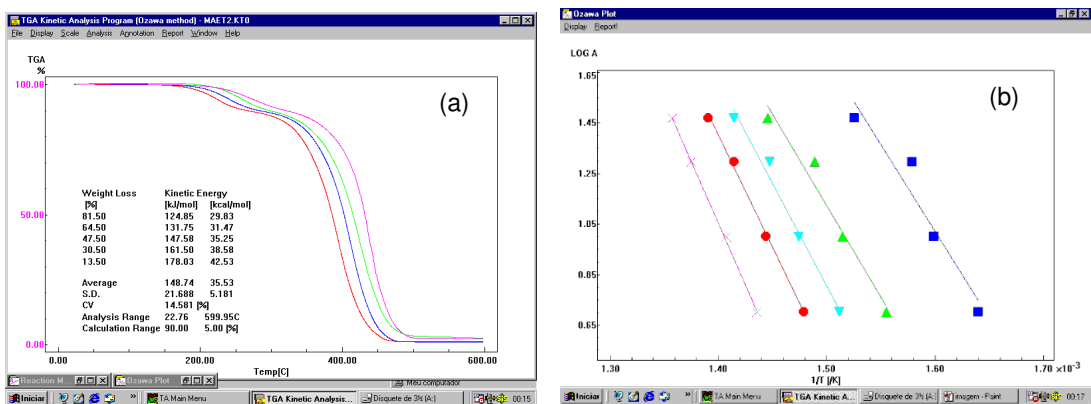 TGA Kinetic Analysis Program (Ozawa method) - MAET2.KT0
File Display Scale Analysis Annotation Report Window Help
TGA
%
100.00
50.00
0.00
(a)
Weight Loss Kinetic Energy
[%] [kJ/mol] [kcal/mol]
81.50 124.85 29.83
64.50 131.75 31.47
47.50 147.58 35.25
30.50 161.50 38.58
13.50 178.03 42.53
Average 148.74 35.53
S.D. 21.688 5.181
CV 14.581 [%]
Analysis Range 22.76 599.95C
Calculation Range 90.00 5.00 [%]
0.00 200.00 400.00 600.00
Temp[C]
Reaction M...
Ozawa Plot
Meu computador
Iniciar
»
TA Main Menu
TGA Kinetic Analysis...
Disquete de 3½ (A:)
00:15
Ozawa Plot
Display Report!
LOG A
1.65
1.45
1.25
1.05
0.85
0.65
(b)
1.30 1.40 1.50 1.60 1.70 ×10⁻³
1/T [/K]
Iniciar
»
TA Main Menu
TGA Kinetic A...
Disquete de 3½ (A:)
imagem - Paint
00:17